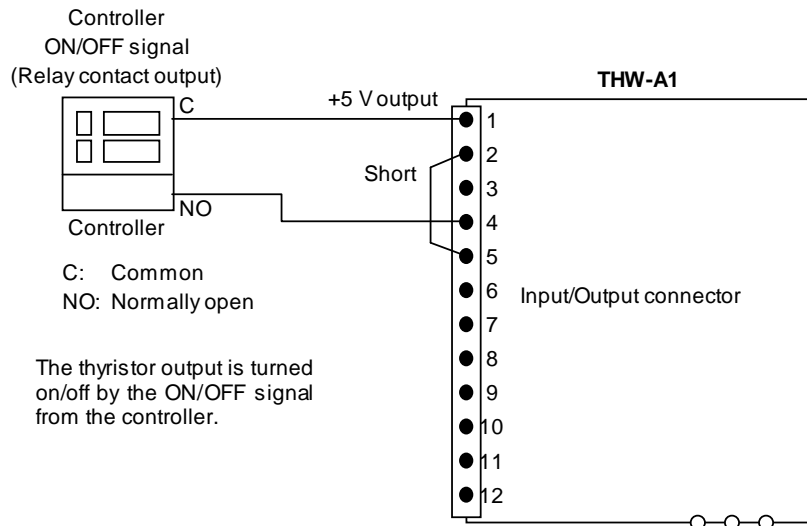 Controller
ON/OFF signal
(Relay contact output)
C
+5 V output
THW-A1
1
2
Short
3
NO
4
Controller
5
C: Common
6
Input/Output connector
NO: Normally open
7
8
The thyristor output is turned
on/off by the ON/OFF signal
from the controller.
9
10
11
12